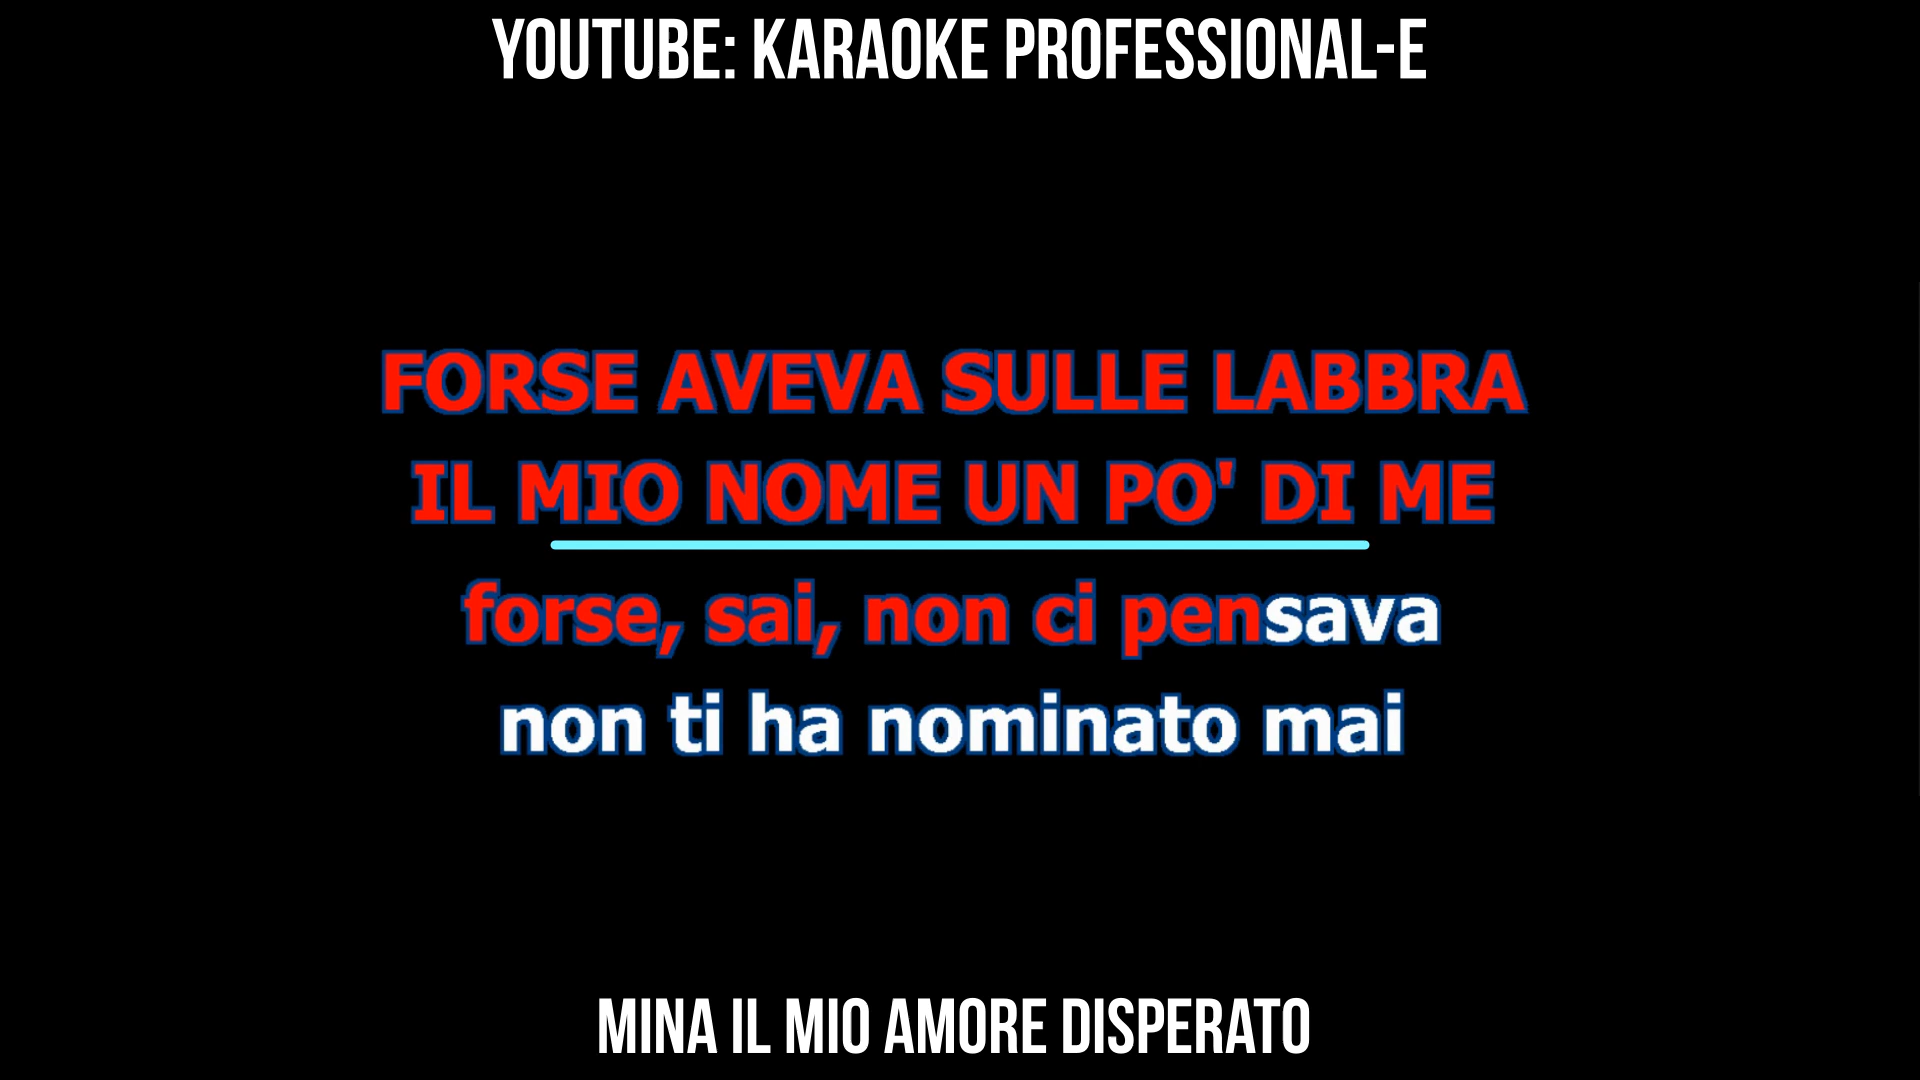 YOUTUBE: KARAOKE PROFESSIONAL-E
FORSE AVEVA SULLE LABBRA
IL MIO NOME UN PO' DI ME
forse, sai, non ci pensava
non ti ha nominato mai
MINA IL MIO AMORE DISPERATO